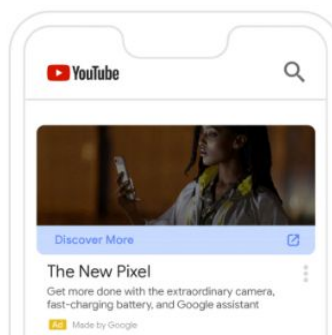 YouTube
Discover More
The New Pixel
Get more done with the extraordinary camera,
fast-charging battery, and Google assistant
Ad Made by Google